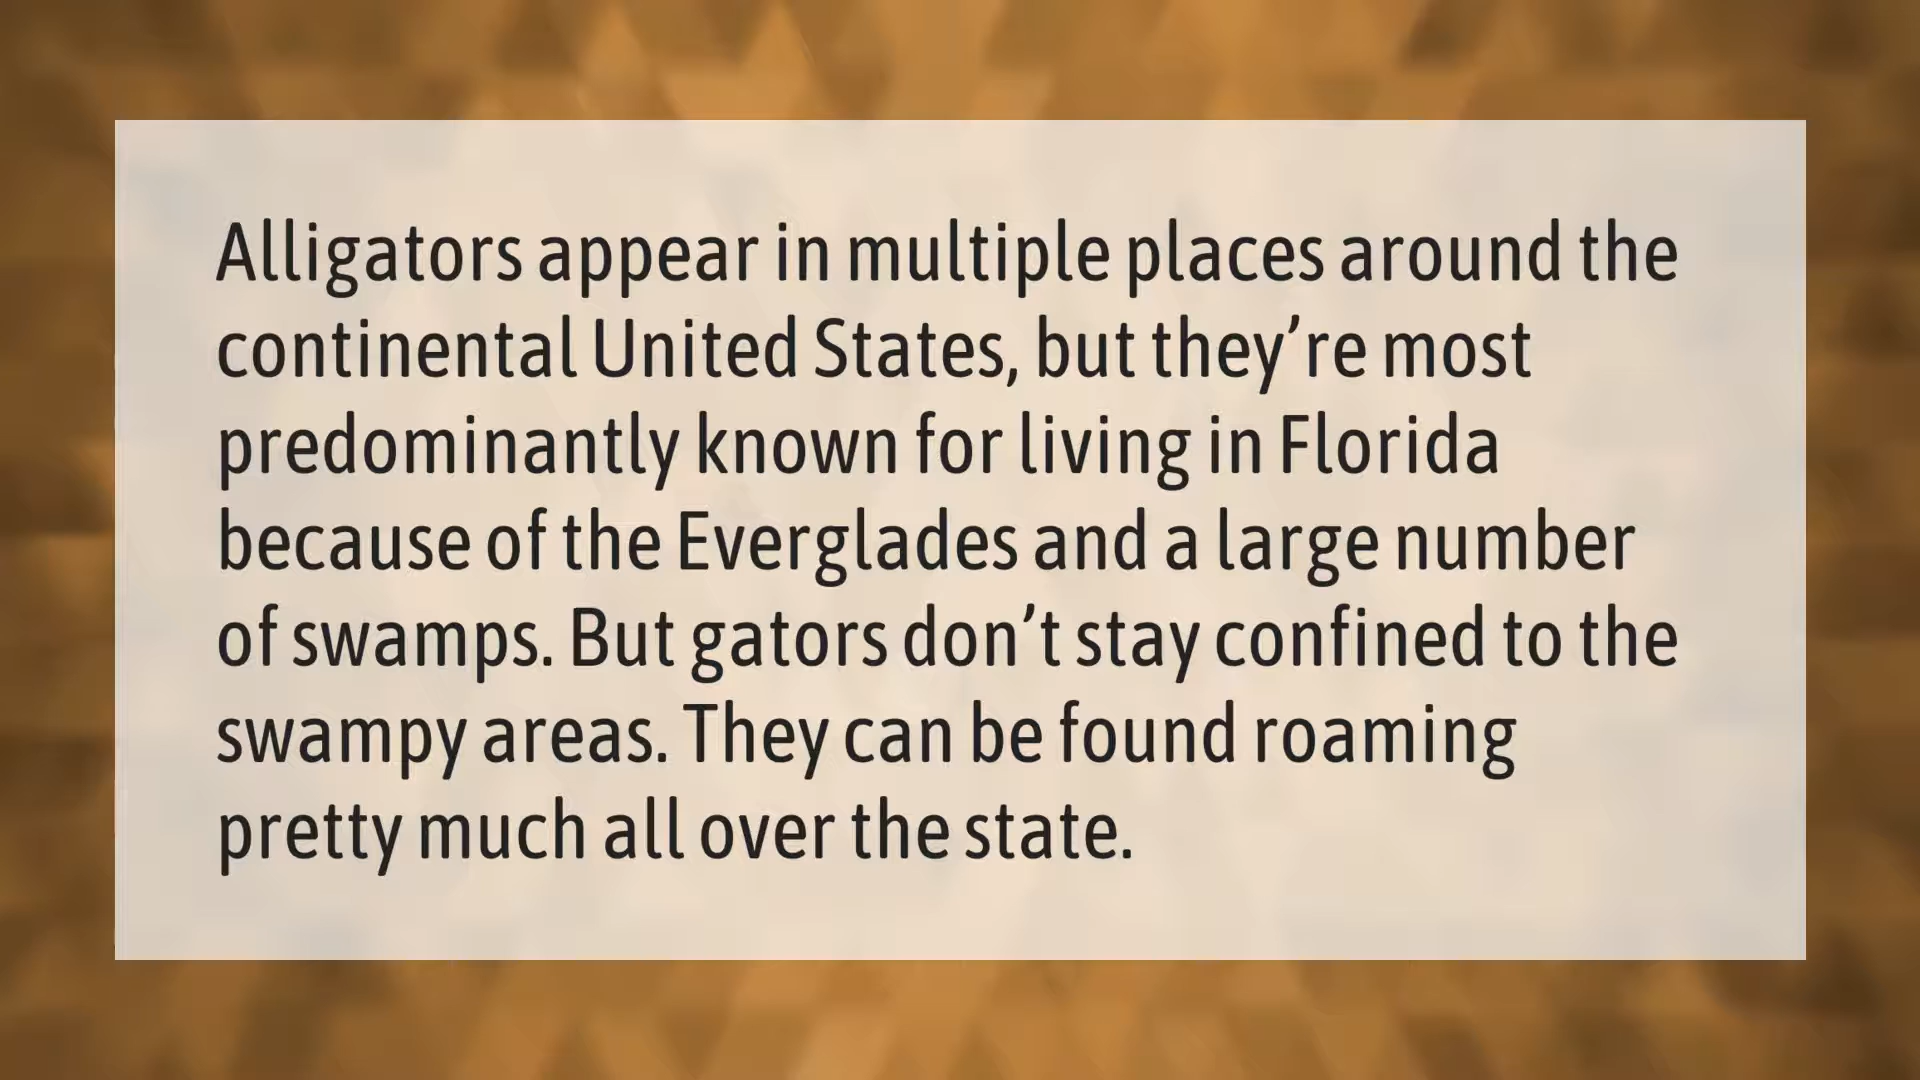 Alligators appear in multiple places around the
continental United States, but they’re most
predominantly known for living in Florida
because of the Everglades and a large number
of swamps. But gators don’t stay confined to the
swampy areas. They can be found roaming
pretty much all over the state.